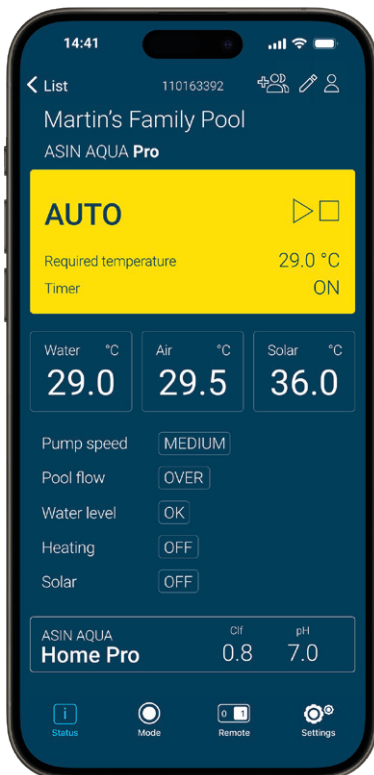 14:41
List 110163392
Martin's Family Pool
ASIN AQUA Pro
AUTO
Required temperature 29.0 °C
Timer ON
Water °C Air °C Solar °C
29.0 29.5 36.0
Pump speed MEDIUM
Pool flow OVER
Water level OK
Heating OFF
Solar OFF
ASIN AQUA Clf pH
Home Pro 0.8 7.0
i 0 1
Status Mode Remote Settings